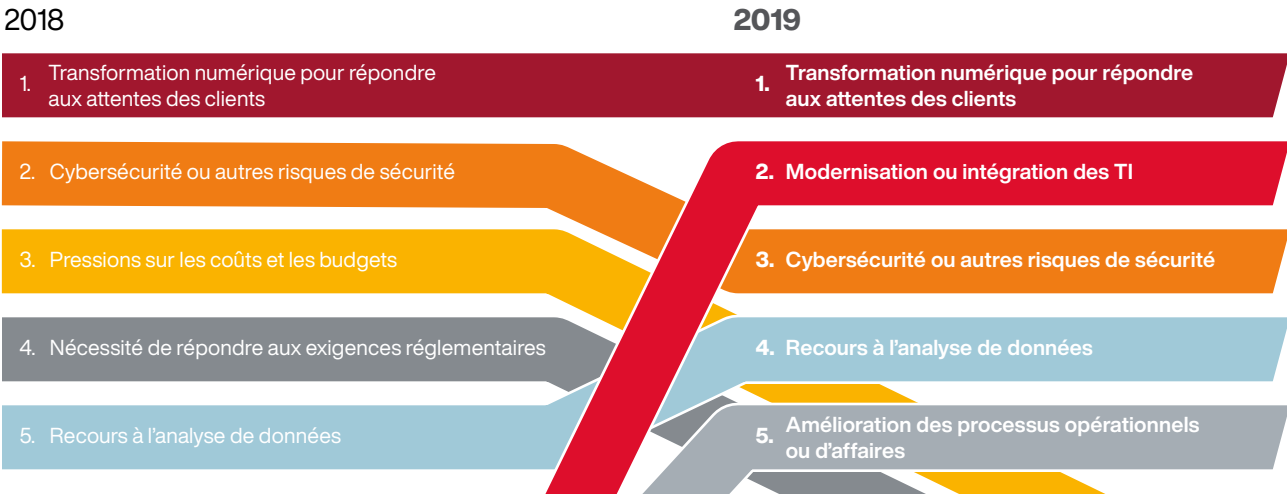 2018
1. Transformation numérique pour répondre
aux attentes des clients
2. Cybersécurité ou autres risques de sécurité
3. Pressions sur les coûts et les budgets
4. Nécessité de répondre aux exigences réglementaires
5. Recours à l'analyse de données
2019
1. Transformation numérique pour répondre
aux attentes des clients
2. Modernisation ou intégration des TI
3. Cybersécurité ou autres risques de sécurité
4. Recours à l'analyse de données
5. Amélioration des processus opérationnels
ou d'affaires